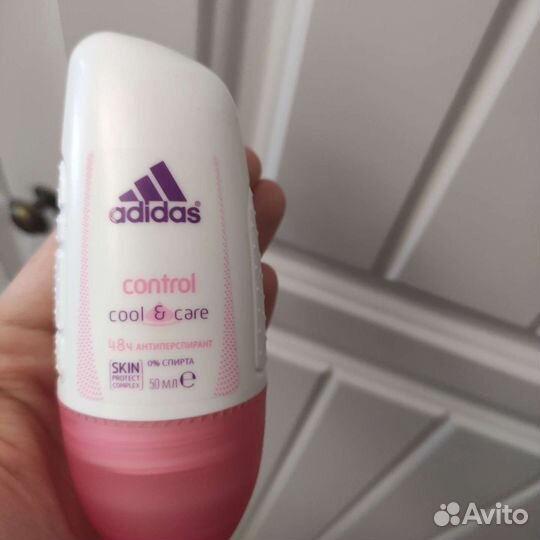 adidas
control
cool & care
48ч АНТИПЕРСПИРАНТ
0% СПИРТА
SKIN
PROTECT
COMPLEX
50 МЛ ℮
Avito